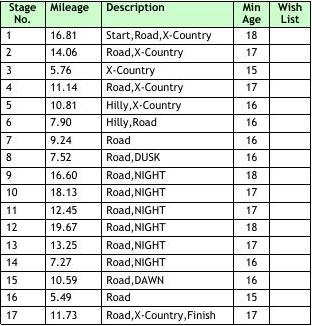 Stage No. Mileage Description Min Age Wish List
1 16.81 Start,Road,X-Country 18
2 14.06 Road,X-Country 17
3 5.76 X-Country 15
4 11.14 Road,X-Country 17
5 10.81 Hilly,X-Country 16
6 7.90 Hilly,Road 16
7 9.24 Road 16
8 7.52 Road,DUSK 16
9 16.60 Road,NIGHT 18
10 18.13 Road,NIGHT 17
11 12.45 Road,NIGHT 17
12 19.67 Road,NIGHT 18
13 13.25 Road,NIGHT 17
14 7.27 Road,NIGHT 16
15 10.59 Road,DAWN 16
16 5.49 Road 15
17 11.73 Road,X-Country,Finish 17